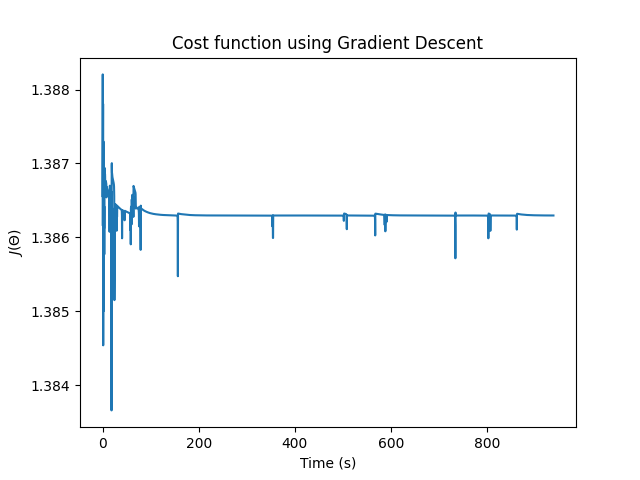 Cost function using Gradient Descent
1.388
1.387
1.386
1.385
1.384
J(Θ)
0 200 400 600 800
Time (s)